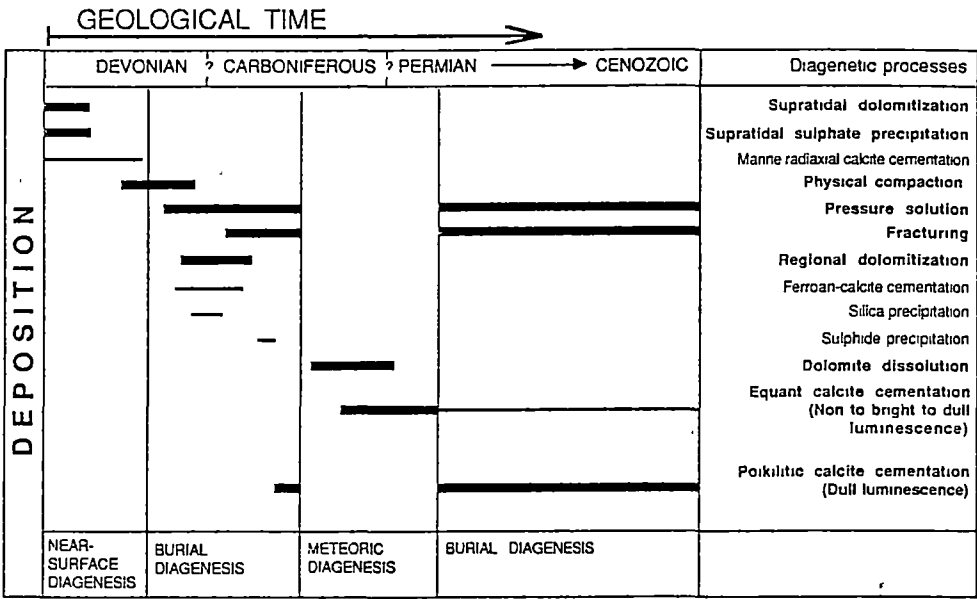 GEOLOGICAL TIME
DEVONIAN ? CARBONIFEROUS ? PERMIAN CENOZOIC
Diagenetic processes
Supratidal dolomitization
Supratidal sulphate precipitation
Marine radiaxial calcite cementation
Physical compaction
Pressure solution
Fracturing
Regional dolomitization
Ferroan-calcite cementation
Silica precipitation
Sulphide precipitation
Dolomite dissolution
Equant calcite cementation
(Non to bright to dull
luminescence)
Poikilitic calcite cementation
(Dull luminescence)
DEPOSITION
NEAR-
SURFACE
DIAGENESIS
BURIAL
DIAGENESIS
METEORIC
DIAGENESIS
BURIAL DIAGENESIS